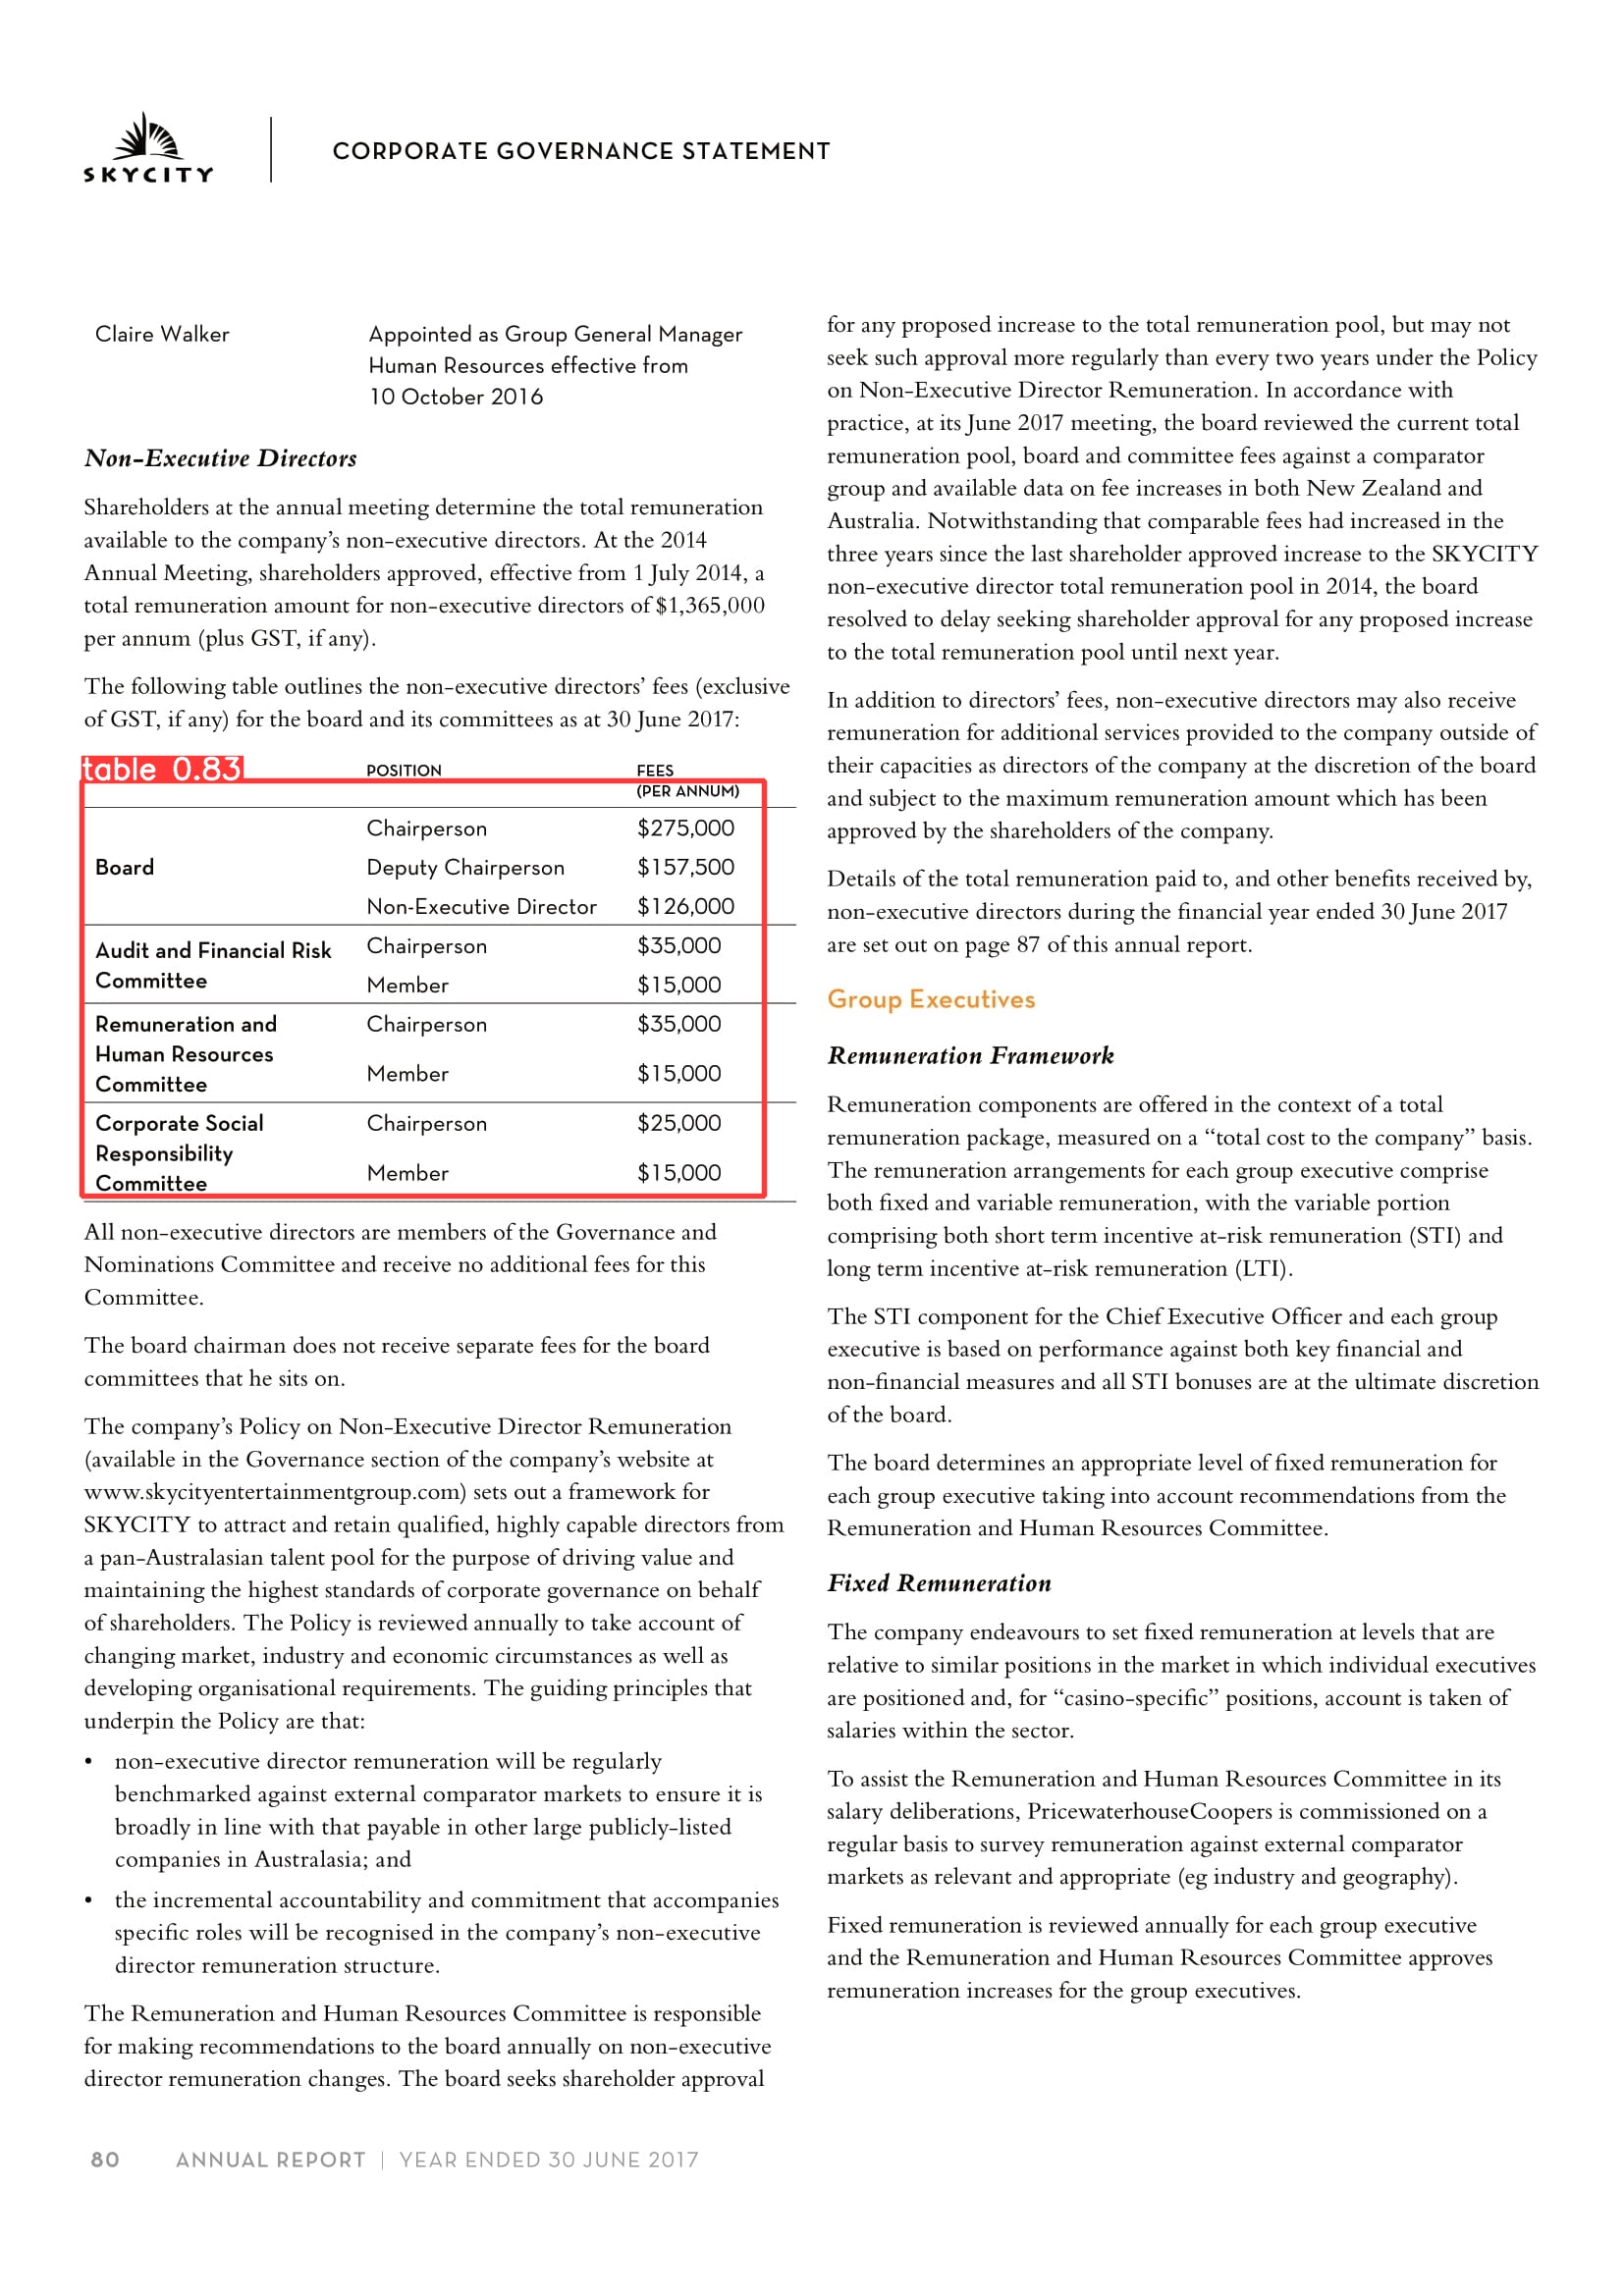 SKYCITY
CORPORATE GOVERNANCE STATEMENT
Claire Walker
Appointed as Group General Manager
Human Resources effective from
10 October 2016
Non-Executive Directors
Shareholders at the annual meeting determine the total remuneration
available to the company's non-executive directors. At the 2014
Annual Meeting, shareholders approved, effective from 1 July 2014, a
total remuneration amount for non-executive directors of $1,365,000
per annum (plus GST, if any).
The following table outlines the non-executive directors' fees (exclusive
of GST, if any) for the board and its committees as at 30 June 2017:
table 0.83
POSITION FEES
(PER ANNUM)
Chairperson $275,000
Board Deputy Chairperson $157,500
Non-Executive Director $126,000
Audit and Financial Risk Chairperson $35,000
Committee Member $15,000
Remuneration and Chairperson $35,000
Human Resources
Member $15,000
Committee
Corporate Social Chairperson $25,000
Responsibility
Member $15,000
Committee
All non-executive directors are members of the Governance and
Nominations Committee and receive no additional fees for this
Committee.
The board chairman does not receive separate fees for the board
committees that he sits on.
The company's Policy on Non-Executive Director Remuneration
(available in the Governance section of the company's website at
www.skycityentertainmentgroup.com) sets out a framework for
SKYCITY to attract and retain qualified, highly capable directors from
a pan-Australasian talent pool for the purpose of driving value and
maintaining the highest standards of corporate governance on behalf
of shareholders. The Policy is reviewed annually to take account of
changing market, industry and economic circumstances as well as
developing organisational requirements. The guiding principles that
underpin the Policy are that:
• non-executive director remuneration will be regularly
benchmarked against external comparator markets to ensure it is
broadly in line with that payable in other large publicly-listed
companies in Australasia; and
• the incremental accountability and commitment that accompanies
specific roles will be recognised in the company's non-executive
director remuneration structure.
The Remuneration and Human Resources Committee is responsible
for making recommendations to the board annually on non-executive
director remuneration changes. The board seeks shareholder approval
for any proposed increase to the total remuneration pool, but may not
seek such approval more regularly than every two years under the Policy
on Non-Executive Director Remuneration. In accordance with
practice, at its June 2017 meeting, the board reviewed the current total
remuneration pool, board and committee fees against a comparator
group and available data on fee increases in both New Zealand and
Australia. Notwithstanding that comparable fees had increased in the
three years since the last shareholder approved increase to the SKYCITY
non-executive director total remuneration pool in 2014, the board
resolved to delay seeking shareholder approval for any proposed increase
to the total remuneration pool until next year.
In addition to directors' fees, non-executive directors may also receive
remuneration for additional services provided to the company outside of
their capacities as directors of the company at the discretion of the board
and subject to the maximum remuneration amount which has been
approved by the shareholders of the company.
Details of the total remuneration paid to, and other benefits received by,
non-executive directors during the financial year ended 30 June 2017
are set out on page 87 of this annual report.
Group Executives
Remuneration Framework
Remuneration components are offered in the context of a total
remuneration package, measured on a “total cost to the company” basis.
The remuneration arrangements for each group executive comprise
both fixed and variable remuneration, with the variable portion
comprising both short term incentive at-risk remuneration (STI) and
long term incentive at-risk remuneration (LTI).
The STI component for the Chief Executive Officer and each group
executive is based on performance against both key financial and
non-financial measures and all STI bonuses are at the ultimate discretion
of the board.
The board determines an appropriate level of fixed remuneration for
each group executive taking into account recommendations from the
Remuneration and Human Resources Committee.
Fixed Remuneration
The company endeavours to set fixed remuneration at levels that are
relative to similar positions in the market in which individual executives
are positioned and, for “casino-specific” positions, account is taken of
salaries within the sector.
To assist the Remuneration and Human Resources Committee in its
salary deliberations, PricewaterhouseCoopers is commissioned on a
regular basis to survey remuneration against external comparator
markets as relevant and appropriate (eg industry and geography).
Fixed remuneration is reviewed annually for each group executive
and the Remuneration and Human Resources Committee approves
remuneration increases for the group executives.
80 ANNUAL REPORT | YEAR ENDED 30 JUNE 2017